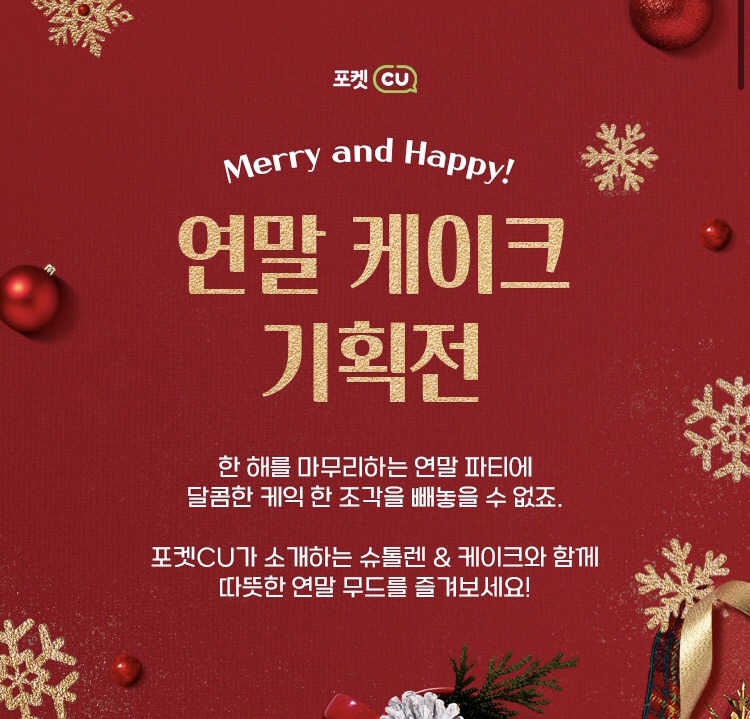 포켓 CU
Merry and Happy!
연말 케이크
기획전
한 해를 마무리하는 연말 파티에
달콤한 케익 한 조각을 빼놓을 수 없죠.
포켓CU가 소개하는 슈톨렌 & 케이크와 함께
따뜻한 연말 무드를 즐겨보세요!